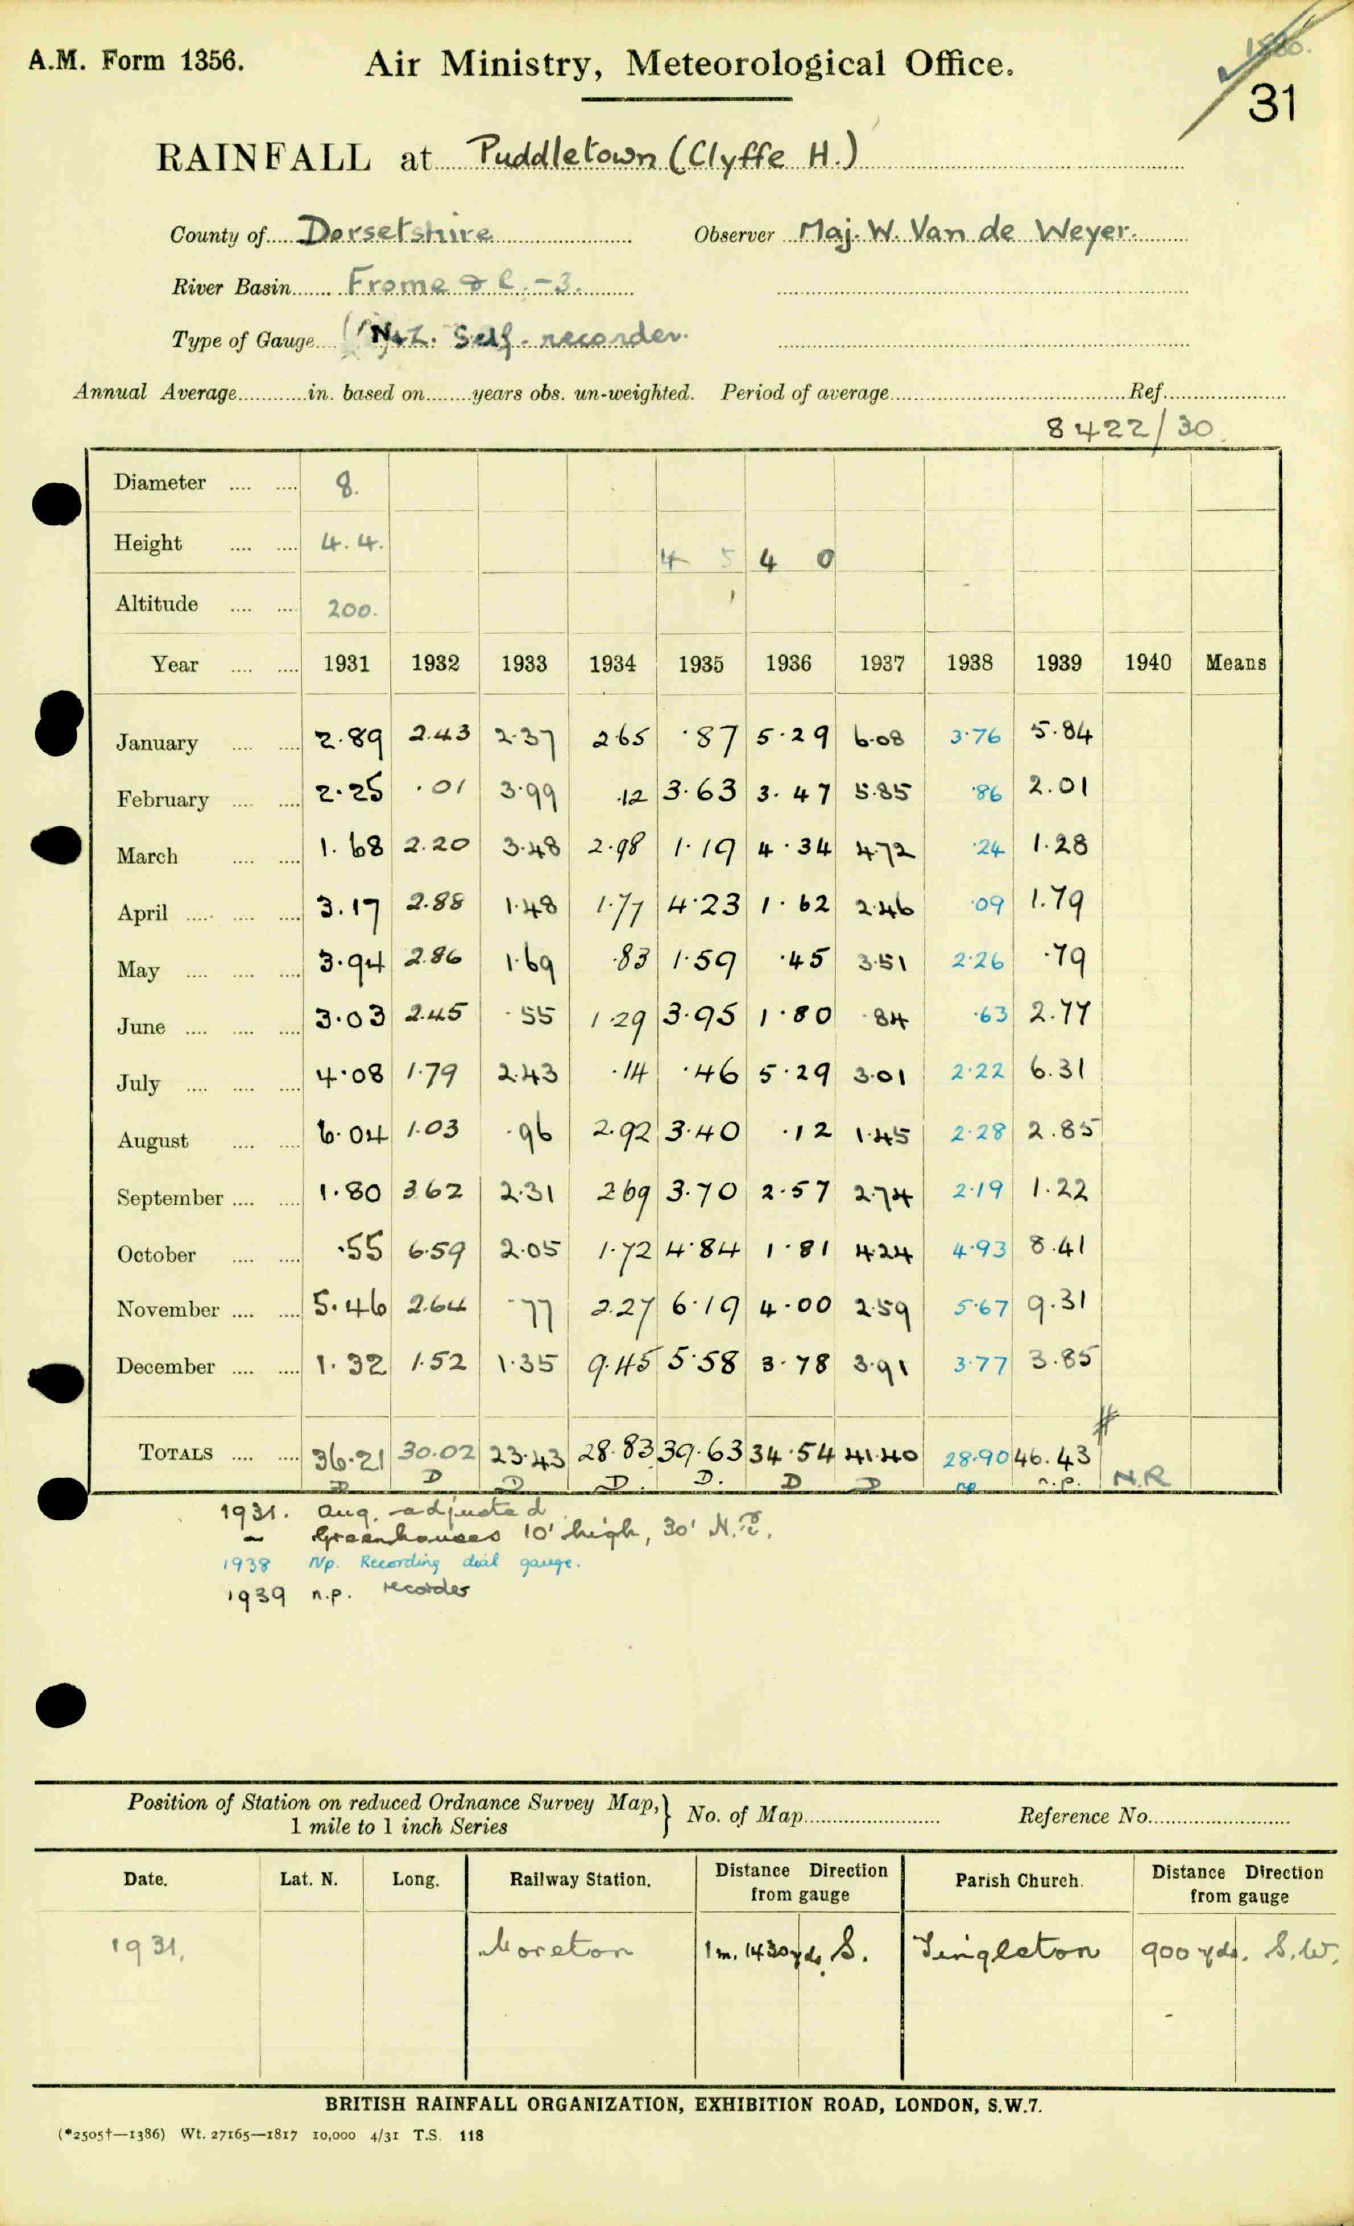 A.M. Form 1356.
Air Ministry, Meteorological Office.
31
RAINFALL at Puddletown (Clyffe H.)
County of Dorsetshire Observer Maj. W. Van de Weyer.
River Basin Frome & C. -3.
Type of Gauge Self-recorder.
Annual Average in. based on years obs. un-weighted. Period of average Ref.
8422/30.
Diameter 8.
Height 4.4. 4 5 4 0
Altitude 200.
Year 1931 1932 1933 1934 1935 1936 1937 1938 1939 1940 Means
January 2.89 2.43 2.37 2.65 .87 5.29 6.08 3.76 5.84
February 2.25 .01 3.99 .12 3.63 3.47 5.85 .86 2.01
March 1.68 2.20 3.48 2.98 1.19 4.34 4.72 .24 1.28
April 3.17 2.88 1.48 1.77 4.23 1.62 2.46 .09 1.79
May 3.94 2.86 1.69 .83 1.59 .45 3.51 2.26 .79
June 3.03 2.45 .55 1.29 3.95 1.80 .84 .63 2.77
July 4.08 1.79 2.43 .14 .46 5.29 3.01 2.22 6.31
August 6.04 1.03 .96 2.92 3.40 .12 1.45 2.28 2.85
September 1.80 3.62 2.31 2.69 3.70 2.57 2.74 2.19 1.22
October .55 6.59 2.05 1.72 4.84 1.81 4.24 4.93 8.41
November 5.46 2.64 .77 2.27 6.19 4.00 2.59 5.67 9.31
December 1.32 1.52 1.35 9.45 5.58 3.78 3.91 3.77 3.85
TOTALS 36.21 30.02 23.43 28.83 39.63 34.54 41.40 28.90 46.43
D D D D. D. D D np n.p. N.R
1931. Aug. adjusted
" Greenhouses 10' high, 30' N.E.
1938 Np. Recording dial gauge.
1939 n.p. recorder
Position of Station on reduced Ordnance Survey Map, 1 mile to 1 inch Series } No. of Map Reference No.
Date. Lat. N. Long. Railway Station. Distance Direction from gauge Parish Church. Distance Direction from gauge
1931. Moreton 1m. 1430yds. S. Tingleton 900 yds. S.W.
BRITISH RAINFALL ORGANIZATION, EXHIBITION ROAD, LONDON, S.W.7.
(*2505†—1386) Wt. 27165—1817 10,000 4/31 T.S. 118